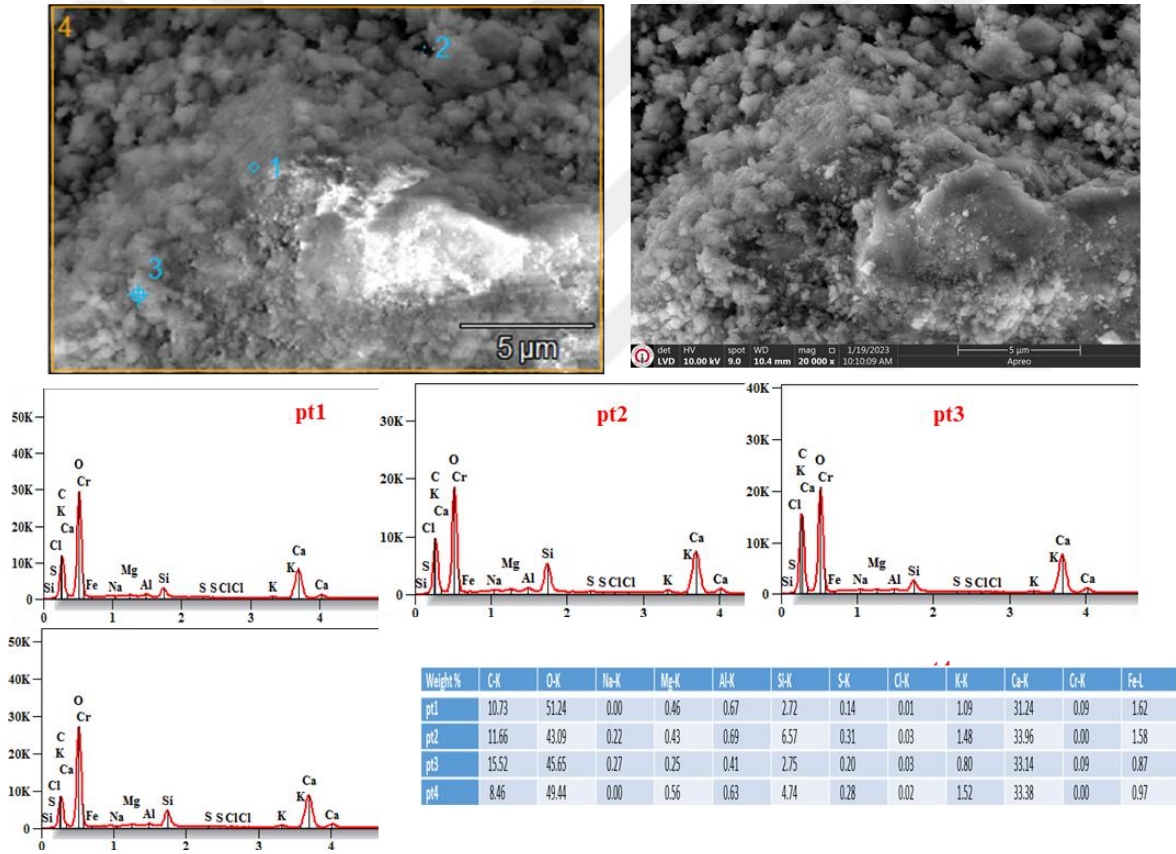 4
2
1
3
5 µm
det HV spot WD mag □ 1/19/2023 5 µm
LVD 10.00 kV 9.0 10.4 mm 20 000 x 10:10:09 AM Apreo
pt1
50K
40K
30K
20K
10K
0
O
C Cr
K
Ca
Cl
S
Si Fe Na Mg Al Si S S Cl Cl K K Ca Ca
0 1 2 3 4
pt2
30K
20K
10K
0
O
C Cr
K
Ca
Cl
S
Si Fe Na Mg Al Si S S Cl Cl K K Ca Ca
0 1 2 3 4
pt3
40K
30K
20K
10K
0
C O
K Cr
Ca
Cl
S
Si Fe Na Mg Al Si S S Cl Cl K K Ca Ca
0 1 2 3 4
50K
40K
30K
20K
10K
0
O
Cr
C
K
Ca
Cl
S
Si Fe Na Mg Al Si S S Cl Cl K K Ca Ca
0 1 2 3 4
Weight % C-K O-K Na-K Mg-K Al-K Si-K S-K Cl-K K-K Ca-K Cr-K Fe-L
pt1 10.73 51.24 0.00 0.46 0.67 2.72 0.14 0.01 1.09 31.24 0.09 1.62
pt2 11.66 43.09 0.22 0.43 0.69 6.57 0.31 0.03 1.48 33.96 0.00 1.58
pt3 15.52 45.65 0.27 0.25 0.41 2.75 0.20 0.03 0.80 33.14 0.09 0.87
pt4 8.46 49.44 0.00 0.56 0.63 4.74 0.28 0.02 1.52 33.38 0.00 0.97